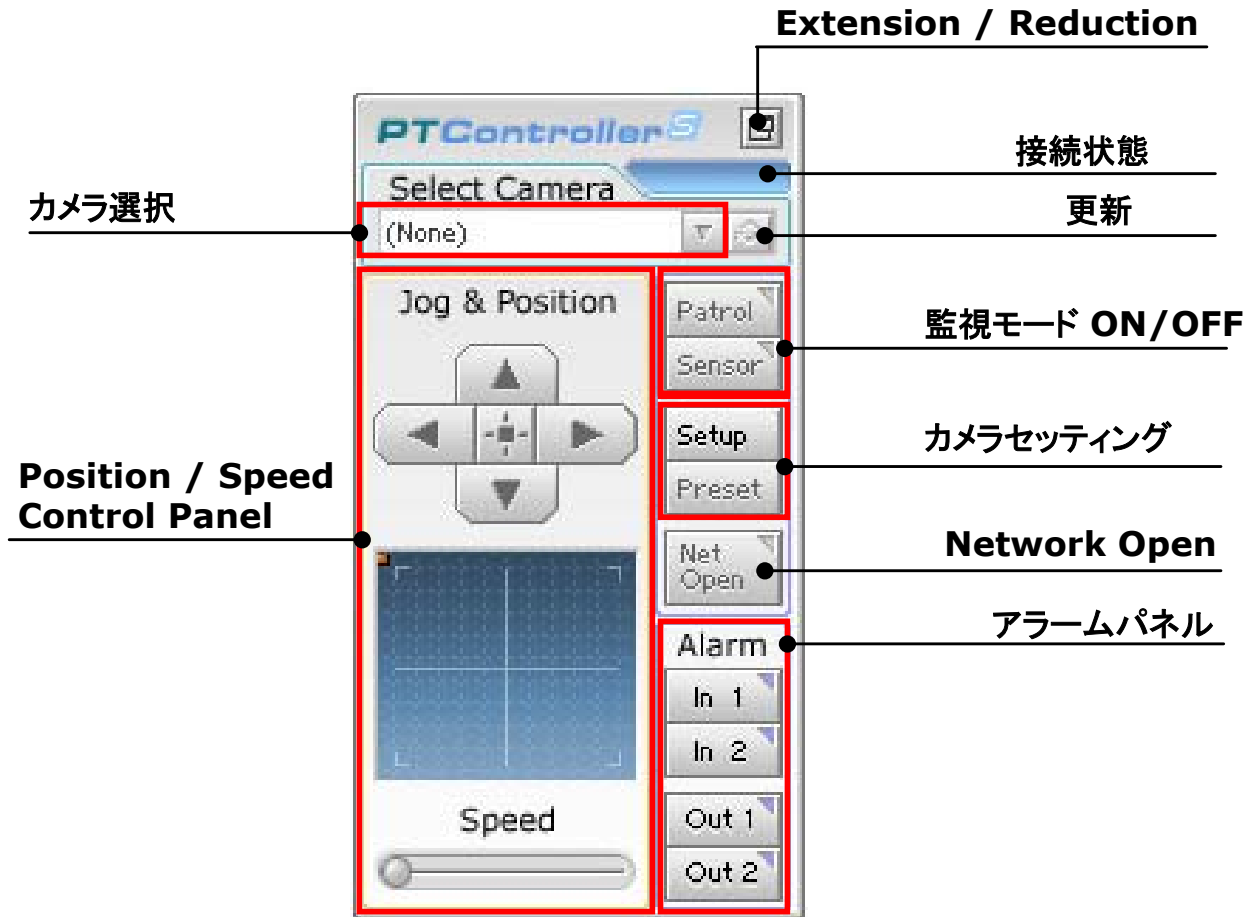 Extension / Reduction
PTController S
接続状態
Select Camera
カメラ選択
更新
(None)
Jog & Position
Patrol
監視モード ON/OFF
Sensor
Setup
カメラセッティング
Position / Speed
Control Panel
Preset
Net
Open
Network Open
アラームパネル
Alarm
In 1
In 2
Speed
Out 1
Out 2